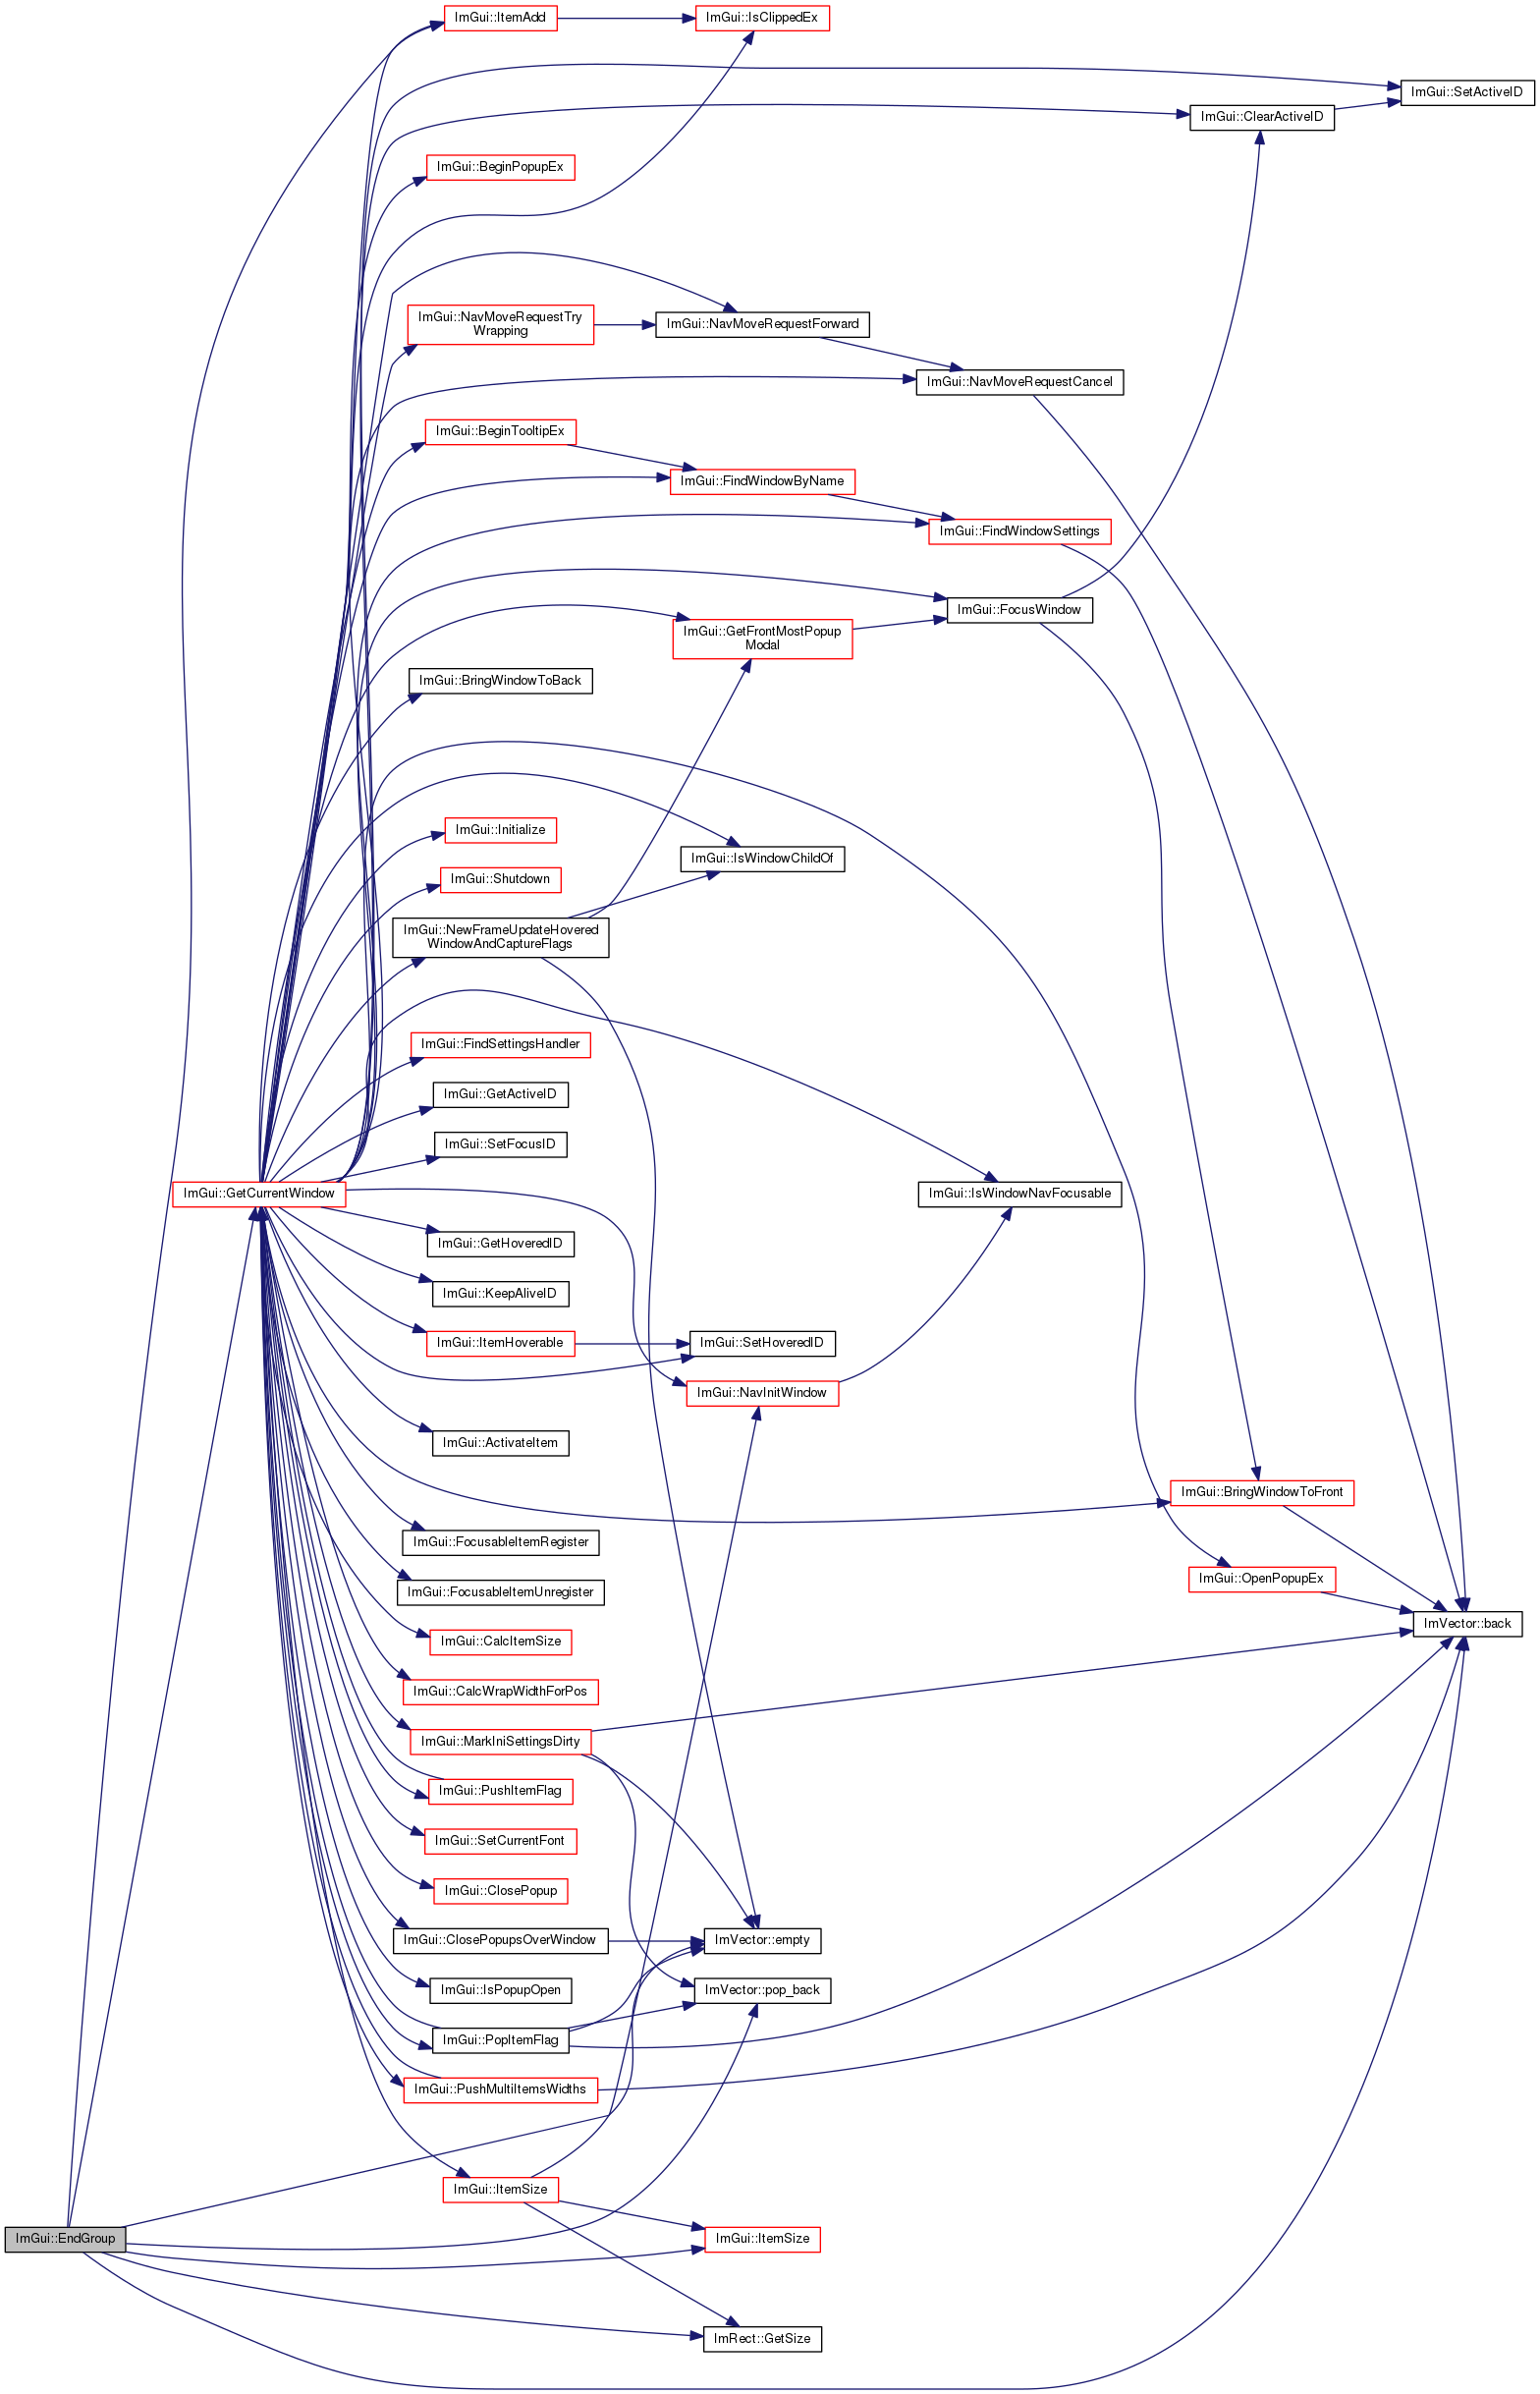 ImGui::ItemAdd
ImGui::IsClippedEx
ImGui::SetActiveID
ImGui::ClearActiveID
ImGui::BeginPopupEx
ImGui::NavMoveRequestTry
Wrapping
ImGui::NavMoveRequestForward
ImGui::NavMoveRequestCancel
ImGui::BeginTooltipEx
ImGui::FindWindowByName
ImGui::FindWindowSettings
ImGui::FocusWindow
ImGui::GetFrontMostPopup
Modal
ImGui::BringWindowToBack
ImGui::Initialize
ImGui::IsWindowChildOf
ImGui::Shutdown
ImGui::NewFrameUpdateHovered
WindowAndCaptureFlags
ImGui::FindSettingsHandler
ImGui::GetActiveID
ImGui::SetFocusID
ImGui::GetCurrentWindow
ImGui::IsWindowNavFocusable
ImGui::GetHoveredID
ImGui::KeepAliveID
ImGui::ItemHoverable
ImGui::SetHoveredID
ImGui::NavInitWindow
ImGui::ActivateItem
ImGui::BringWindowToFront
ImGui::FocusableItemRegister
ImGui::OpenPopupEx
ImGui::FocusableItemUnregister
ImVector::back
ImGui::CalcItemSize
ImGui::CalcWrapWidthForPos
ImGui::MarkIniSettingsDirty
ImGui::PushItemFlag
ImGui::SetCurrentFont
ImGui::ClosePopup
ImGui::ClosePopupsOverWindow
ImVector::empty
ImGui::IsPopupOpen
ImVector::pop_back
ImGui::PopItemFlag
ImGui::PushMultiItemsWidths
ImGui::ItemSize
ImGui::EndGroup
ImGui::ItemSize
ImRect::GetSize